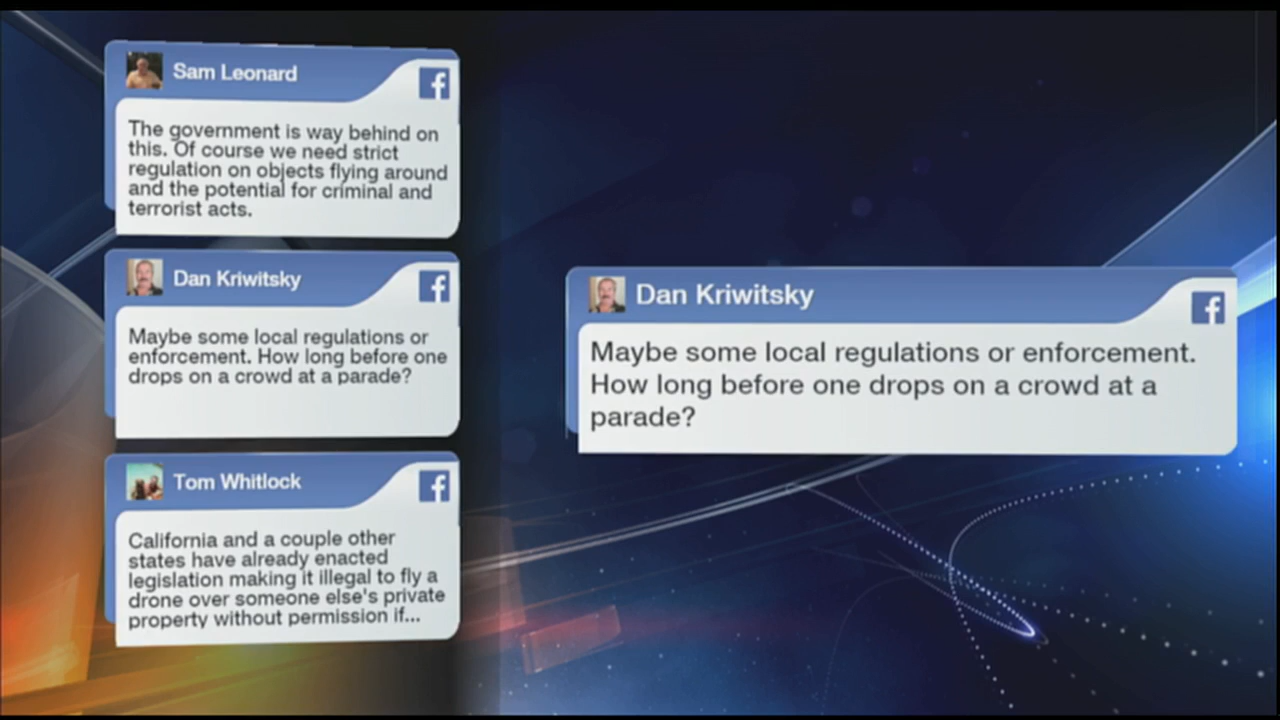 Sam Leonard
The government is way behind on
this. Of course we need strict
regulation on objects flying around
and the potential for criminal and
terrorist acts.
Dan Kriwitsky
Maybe some local regulations or
enforcement. How long before one
drops on a crowd at a parade?
Tom Whitlock
California and a couple other
states have already enacted
legislation making it illegal to fly a
drone over someone else's private
property without permission if...
Dan Kriwitsky
Maybe some local regulations or enforcement.
How long before one drops on a crowd at a
parade?